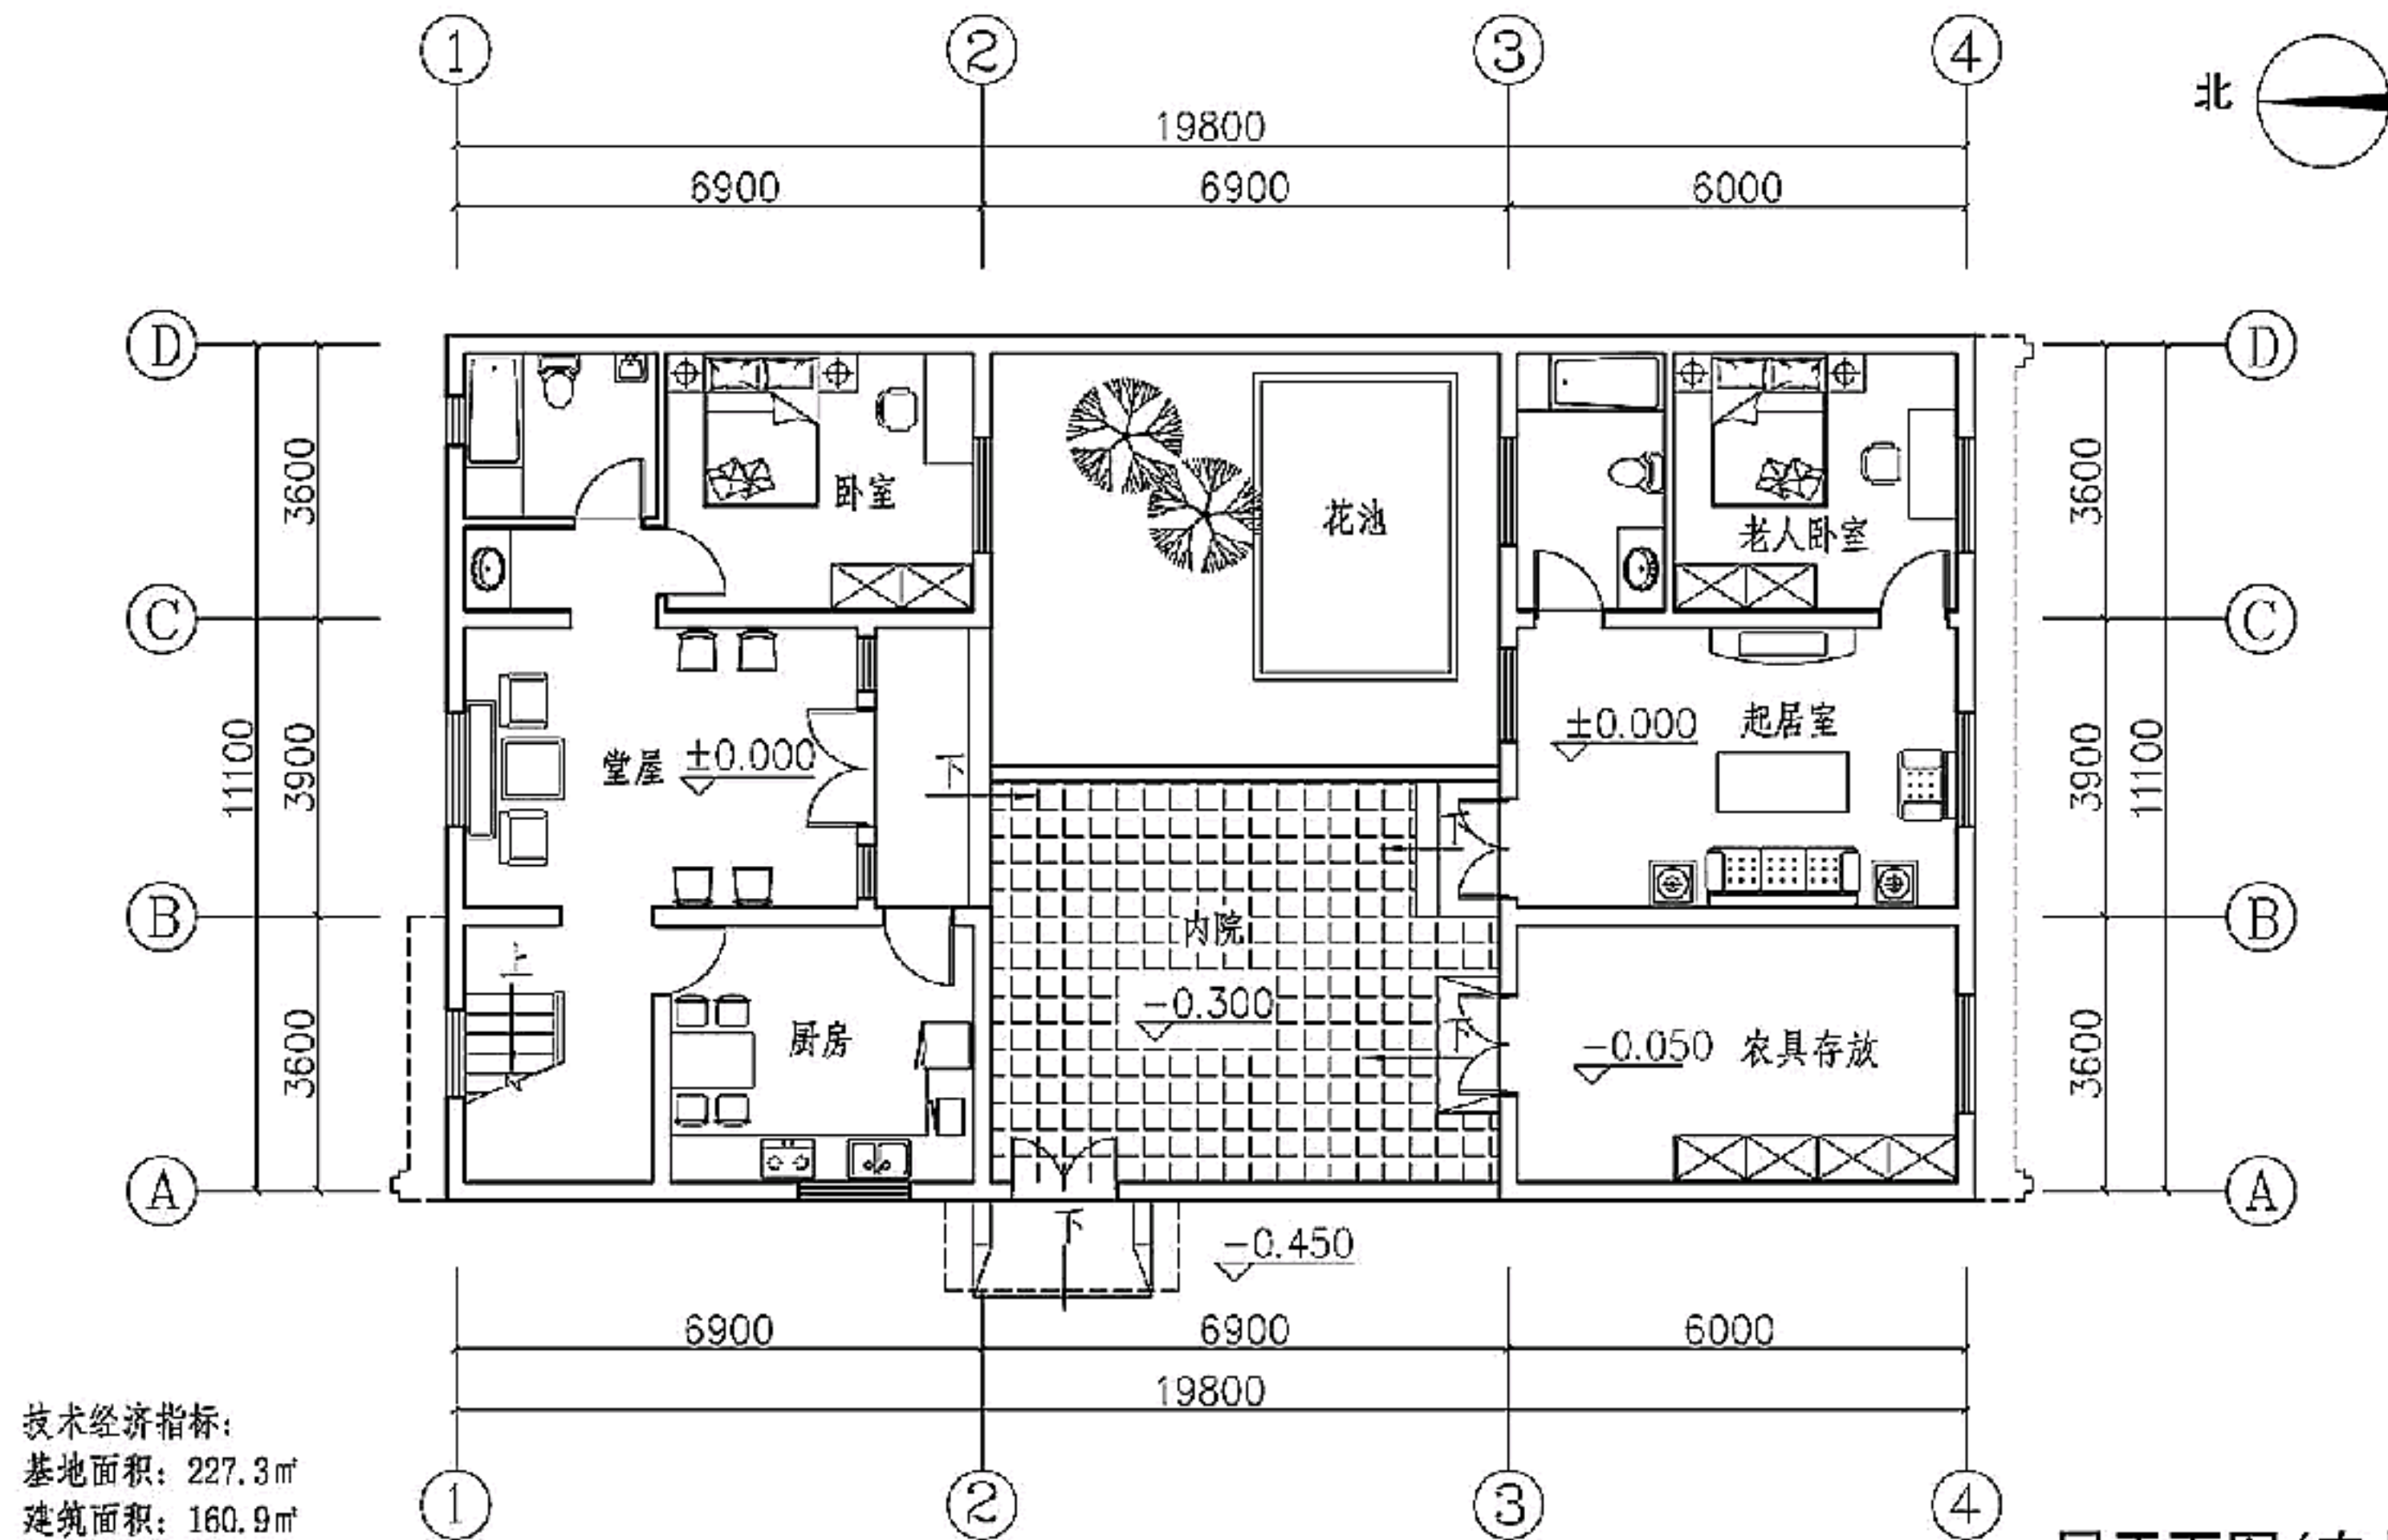 1 2 3 4
北
19800
6900 6900 6000
D D
3600 卧室 花池 老人卧室 3600
C C
11100 3900 堂屋 ±0.000 下 ±0.000 起居室 3900 11100
下
B B
上 内院
3600 厨房 -0.300 下 -0.050 农具存放 3600
A A
下 -0.450
6900 6900 6000
19800
技术经济指标:
基地面积: 227.3㎡
建筑面积: 160.9㎡
1 2 3 4